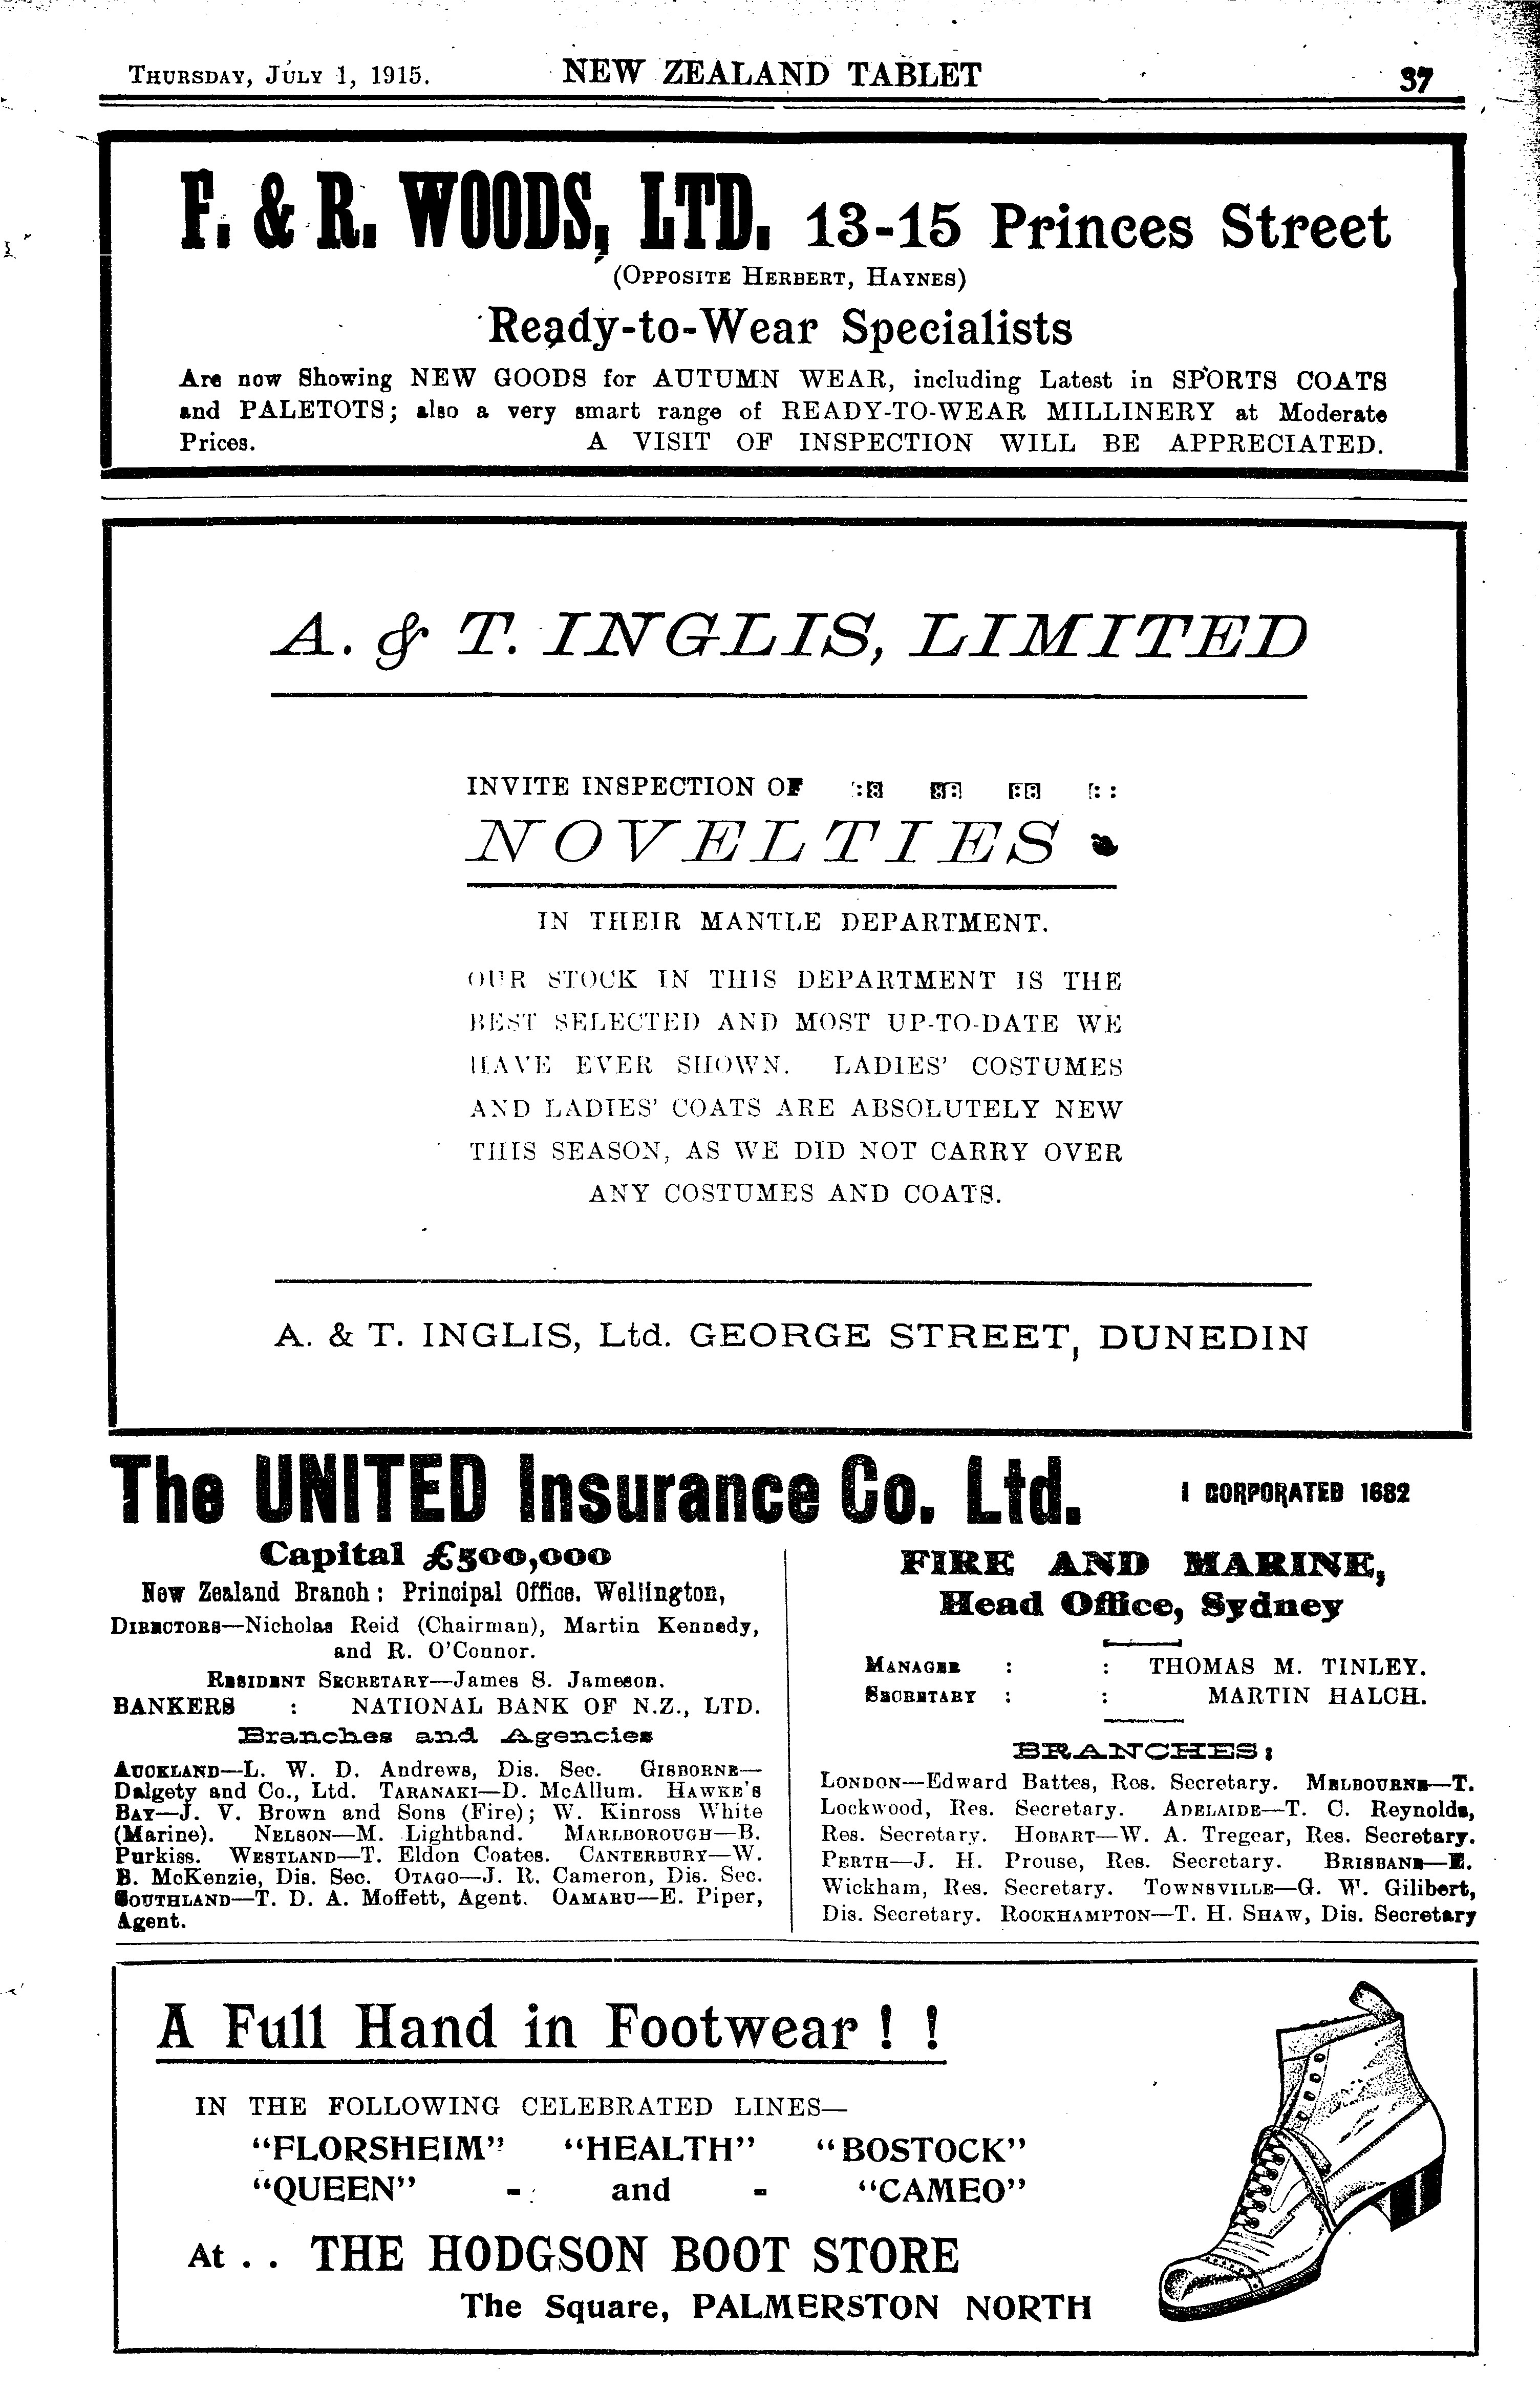 THURSDAY, JULY 1, 1915.
NEW ZEALAND TABLET
37
F. & R. WOODS, LTD. 13-15 Princes Street
(OPPOSITE HERBERT, HAYNES)
Ready-to-Wear Specialists
Are now Showing NEW GOODS for AUTUMN WEAR, including Latest in SPORTS COATS
and PALETOTS; also a very smart range of READY-TO-WEAR MILLINERY at Moderate
Prices. A VISIT OF INSPECTION WILL BE APPRECIATED.
A. & T. INGLIS, LIMITED
INVITE INSPECTION OF
NOVELTIES
IN THEIR MANTLE DEPARTMENT.
OUR STOCK IN THIS DEPARTMENT IS THE
BEST SELECTED AND MOST UP-TO-DATE WE
HAVE EVER SHOWN. LADIES' COSTUMES
AND LADIES' COATS ARE ABSOLUTELY NEW
THIS SEASON, AS WE DID NOT CARRY OVER
ANY COSTUMES AND COATS.
A. & T. INGLIS, Ltd. GEORGE STREET, DUNEDIN
The UNITED Insurance Co. Ltd. I CORPORATED 1682
Capital £500,000
New Zealand Branch: Principal Office, Wellington,
DIRECTORS—Nicholas Reid (Chairman), Martin Kennedy,
and R. O'Connor.
RESIDENT SECRETARY—James S. Jameson.
BANKERS : NATIONAL BANK OF N.Z., LTD.
Branches and Agencies
AUCKLAND—L. W. D. Andrews, Dis. Sec. GISBORNE—
Dalgety and Co., Ltd. TARANAKI—D. McAllum. HAWKE'S
BAY—J. V. Brown and Sons (Fire); W. Kinross White
(Marine). NELSON—M. Lightband. MARLBOROUGH—B.
Purkiss. WESTLAND—T. Eldon Coates. CANTERBURY—W.
B. McKenzie, Dis. Sec. OTAGO—J. R. Cameron, Dis. Sec.
SOUTHLAND—T. D. A. Moffett, Agent. OAMARU—E. Piper,
Agent.
FIRE AND MARINE,
Head Office, Sydney
MANAGER : : THOMAS M. TINLEY.
SECRETARY : : MARTIN HALCH.
BRANCHES:
LONDON—Edward Battes, Res. Secretary. MELBOURNE—T.
Lockwood, Res. Secretary. ADELAIDE—T. C. Reynolds,
Res. Secretary. HOBART—W. A. Tregear, Res. Secretary.
PERTH—J. H. Prouse, Res. Secretary. BRISBANE—E.
Wickham, Res. Secretary. TOWNSVILLE—G. W. Gilibert,
Dis. Secretary. ROCKHAMPTON—T. H. SHAW, Dis. Secretary
A Full Hand in Footwear ! !
IN THE FOLLOWING CELEBRATED LINES—
"FLORSHEIM" "HEALTH" "BOSTOCK"
"QUEEN" - and - "CAMEO"
At . . THE HODGSON BOOT STORE
The Square, PALMERSTON NORTH